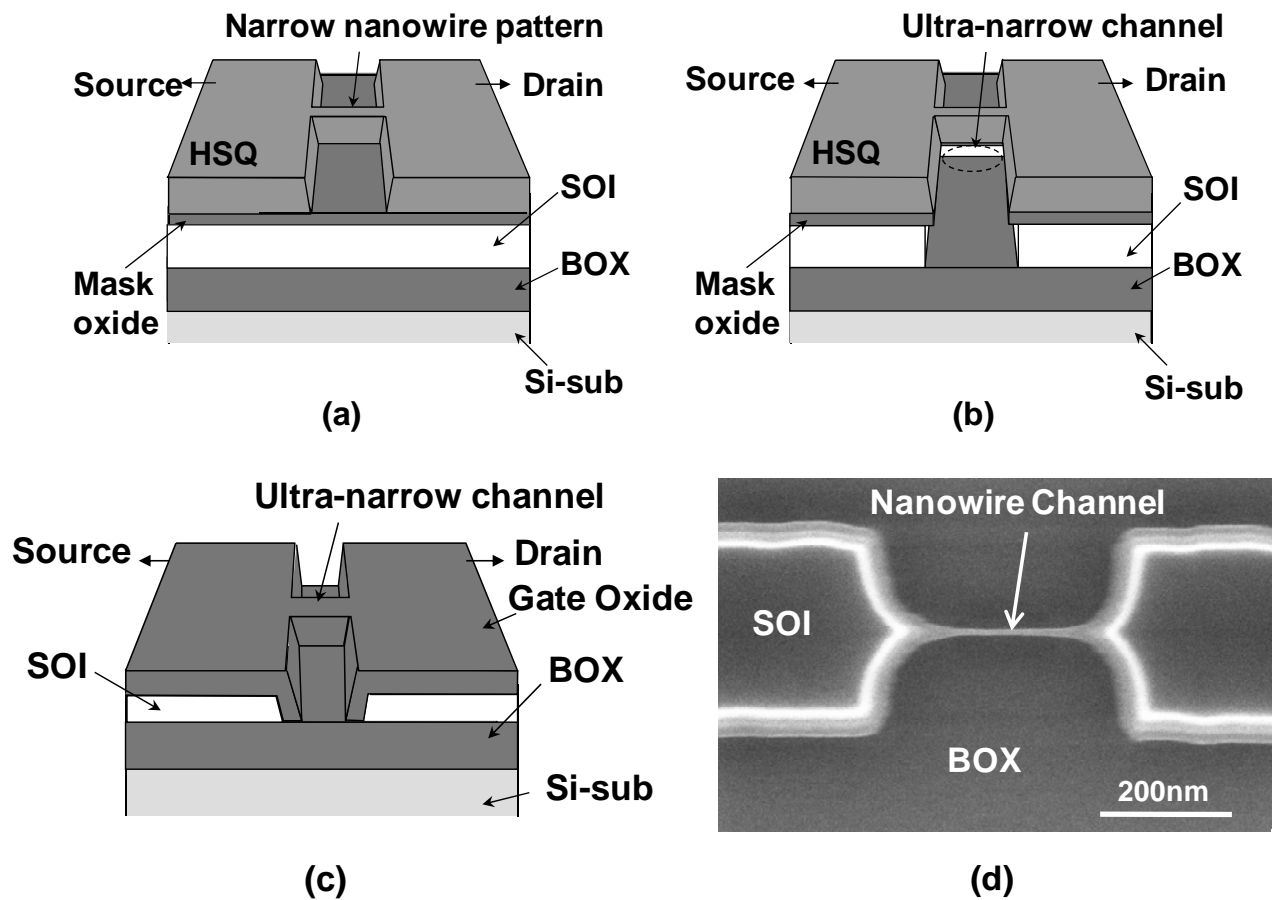 Narrow nanowire pattern
Source
Drain
HSQ
SOI
BOX
Mask
oxide
Si-sub
(a)
Ultra-narrow channel
Source
Drain
HSQ
SOI
BOX
Mask
oxide
Si-sub
(b)
Ultra-narrow channel
Source
Drain
Gate Oxide
SOI
BOX
Si-sub
(c)
Nanowire Channel
SOI
BOX
200nm
(d)